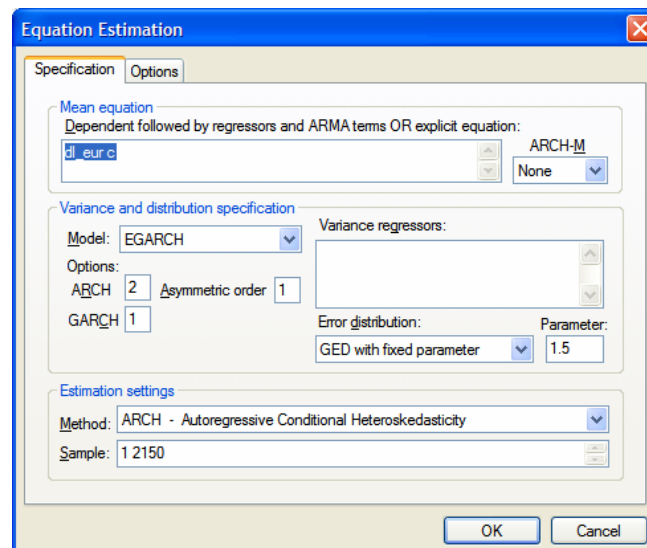 Equation Estimation
Specification Options
Mean equation
Dependent followed by regressors and ARMA terms OR explicit equation:
dl_eur c
ARCH-M
None
Variance and distribution specification
Model: EGARCH
Variance regressors:
Options:
ARCH 2 Asymmetric order 1
GARCH 1
Error distribution: Parameter:
GED with fixed parameter 1.5
Estimation settings
Method: ARCH - Autoregressive Conditional Heteroskedasticity
Sample: 1 2150
OK Cancel